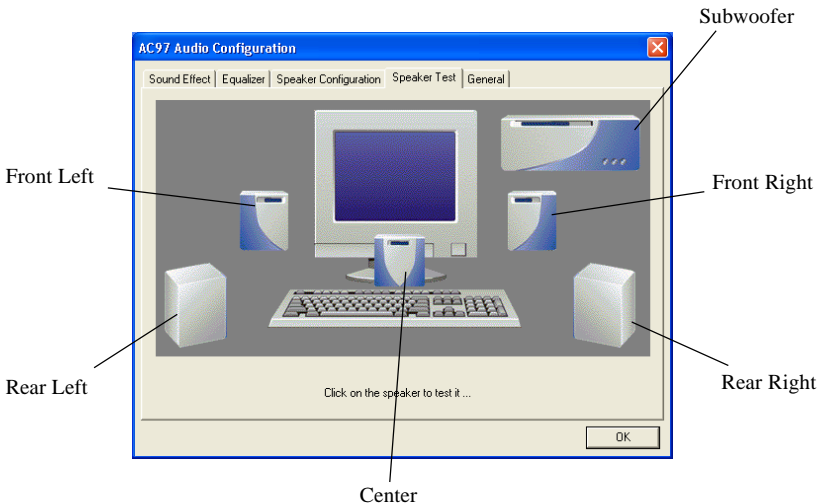 Subwoofer
AC97 Audio Configuration
Sound Effect Equalizer Speaker Configuration Speaker Test General
Front Left
Front Right
Rear Left
Rear Right
Click on the speaker to test it ...
OK
Center